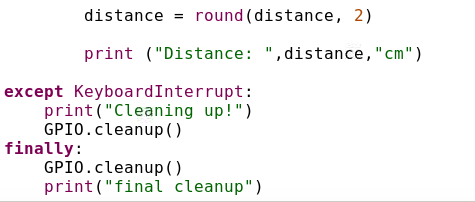 distance = round(distance, 2)
print ("Distance: ",distance,"cm")
except KeyboardInterrupt:
print("Cleaning up!")
GPIO.cleanup()
finally:
GPIO.cleanup()
print("final cleanup")